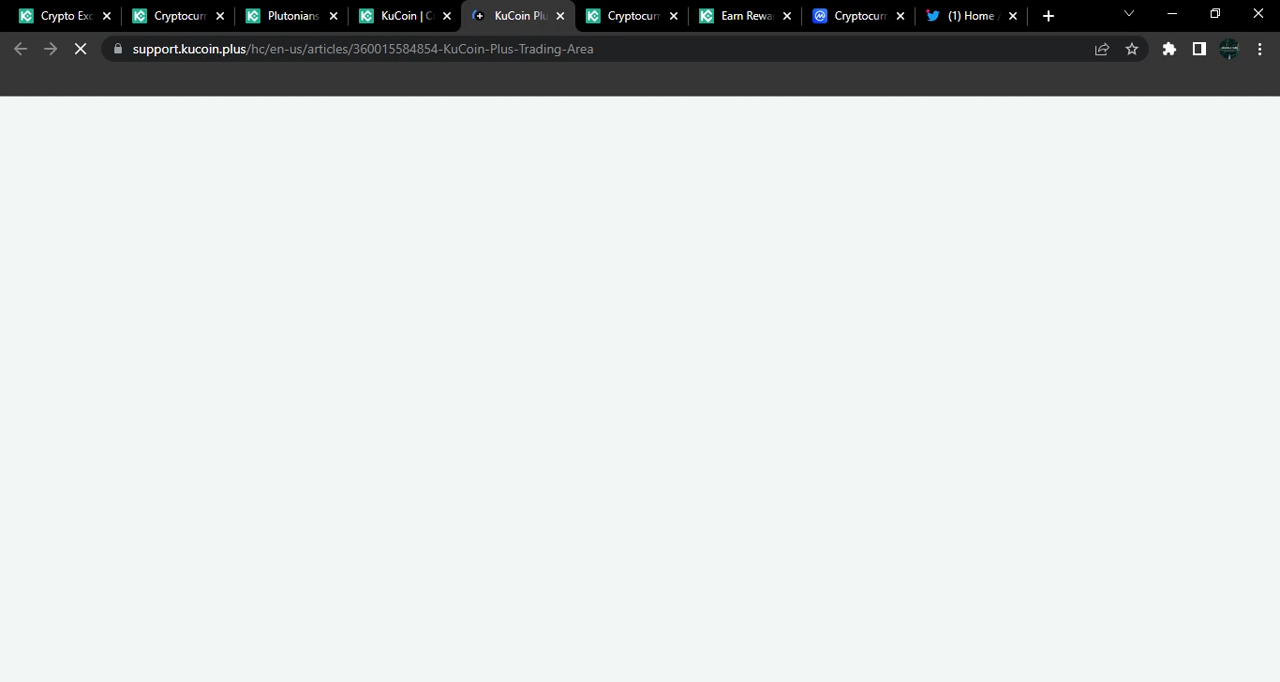 Crypto Exc
Cryptocurr
Plutonians
KuCoin | C
KuCoin Plu
Cryptocurr
Earn Rewa
Cryptocurr
(1) Home /
support.kucoin.plus/hc/en-us/articles/360015584854-KuCoin-Plus-Trading-Area